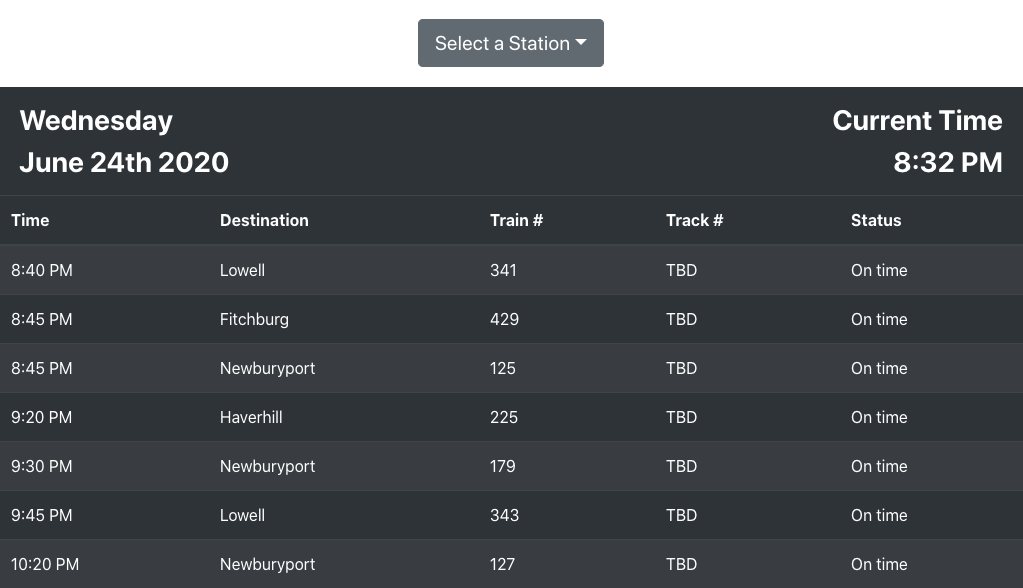 Select a Station
Wednesday Current Time
June 24th 2020 8:32 PM
Time Destination Train # Track # Status
8:40 PM Lowell 341 TBD On time
8:45 PM Fitchburg 429 TBD On time
8:45 PM Newburyport 125 TBD On time
9:20 PM Haverhill 225 TBD On time
9:30 PM Newburyport 179 TBD On time
9:45 PM Lowell 343 TBD On time
10:20 PM Newburyport 127 TBD On time